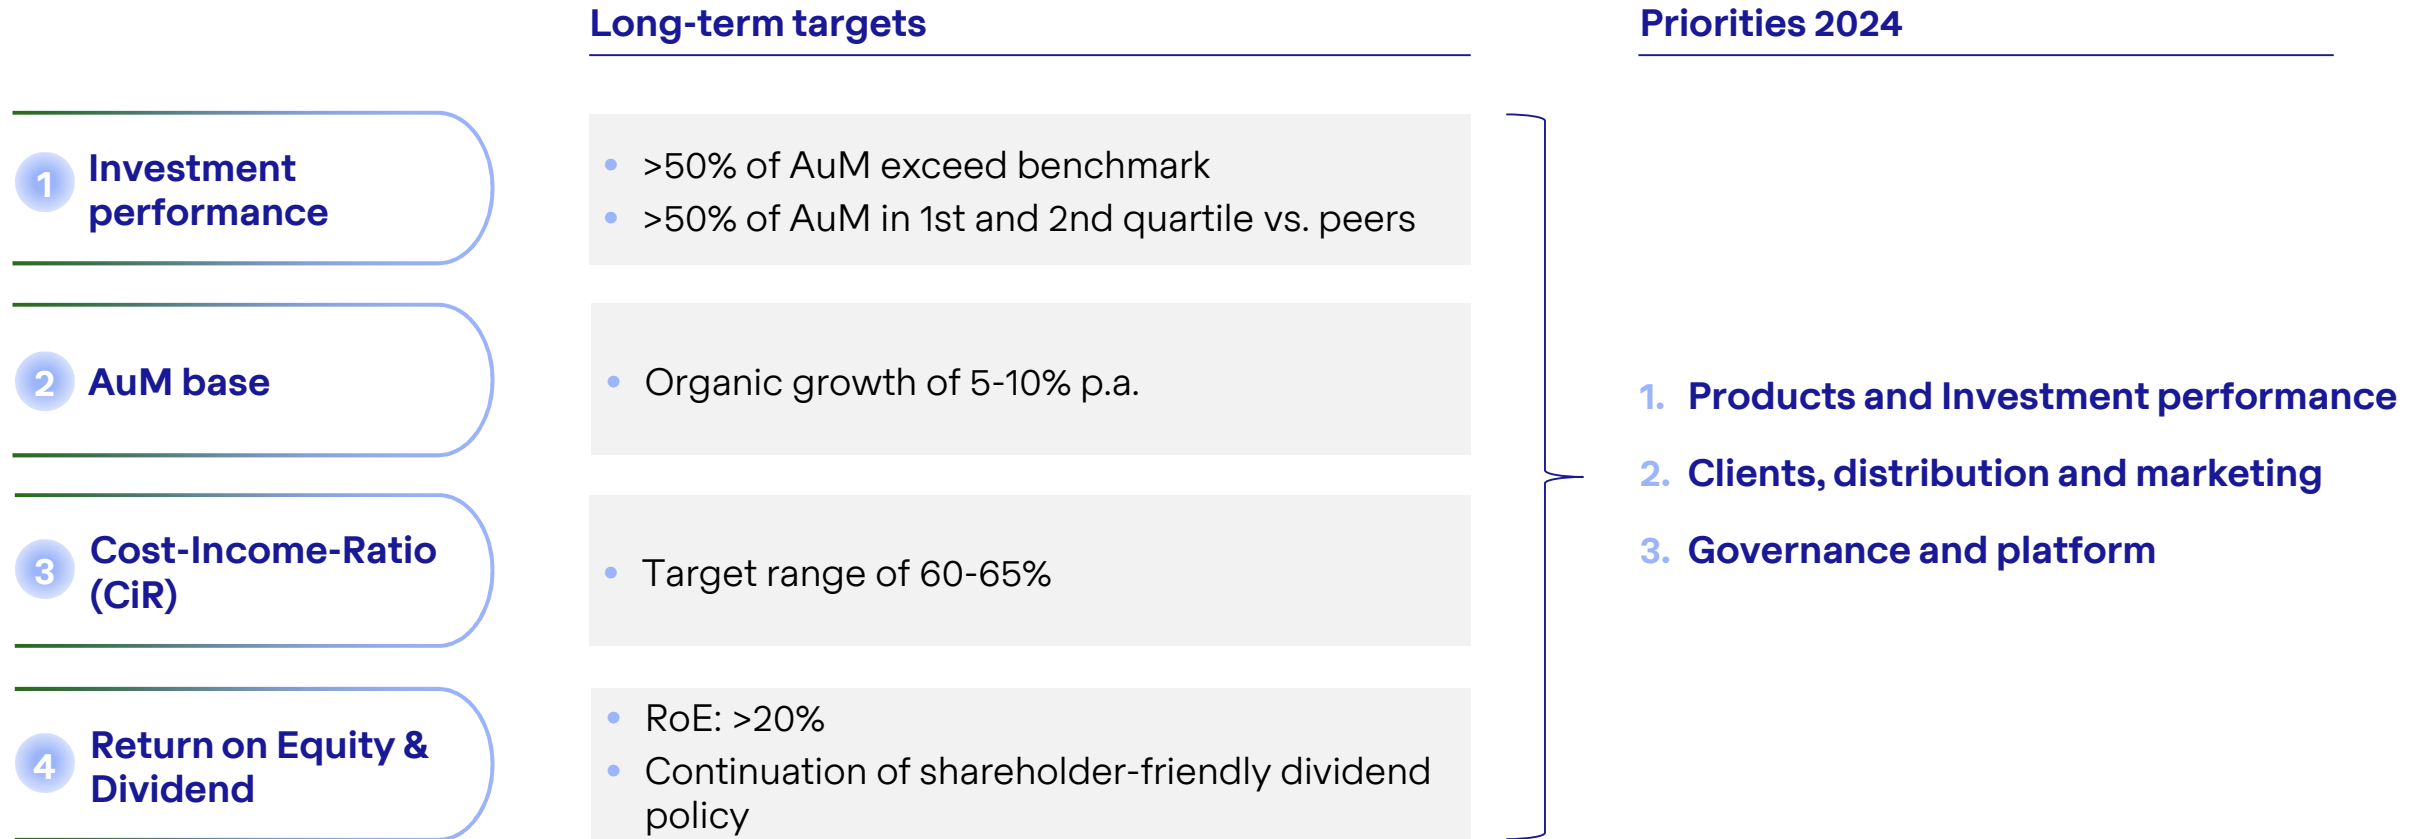 Long-term targets
Priorities 2024
1
Investment
performance
>50% of AuM exceed benchmark
>50% of AuM in 1st and 2nd quartile vs. peers
2
AuM base
Organic growth of 5-10% p.a.
3
Cost-Income-Ratio
(CiR)
Target range of 60-65%
4
Return on Equity &
Dividend
RoE: >20%
Continuation of shareholder-friendly dividend
policy
1. Products and Investment performance
2. Clients, distribution and marketing
3. Governance and platform